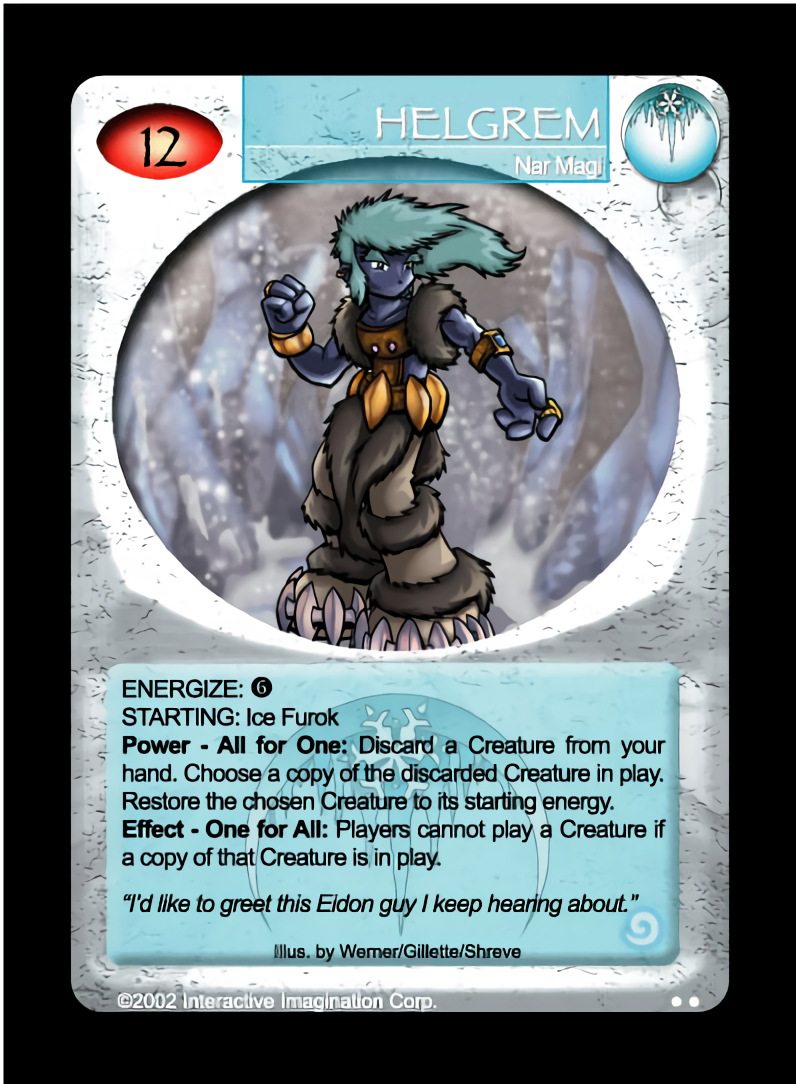 12
HELGREM
Nar Magi
ENERGIZE: ❻
STARTING: Ice Furok
Power - All for One: Discard a Creature from your
hand. Choose a copy of the discarded Creature in play.
Restore the chosen Creature to its starting energy.
Effect - One for All: Players cannot play a Creature if
a copy of that Creature is in play.
"I'd like to greet this Eidon guy I keep hearing about."
Illus. by Werner/Gillette/Shreve
©2002 Interactive Imagination Corp.